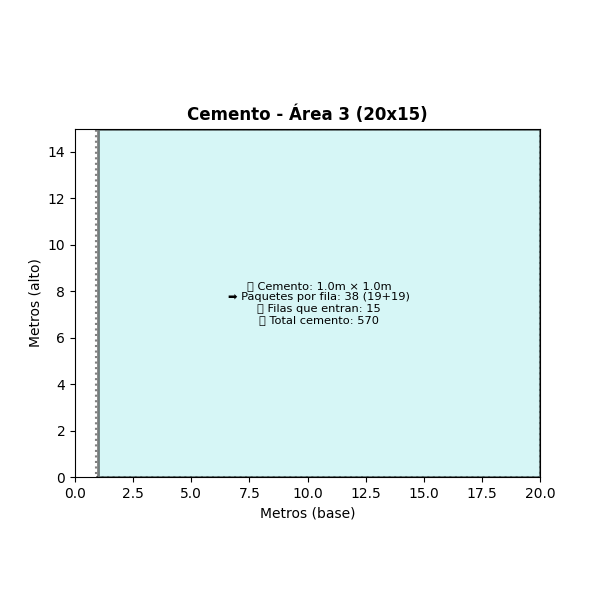 Cemento - Área 3 (20x15)
Metros (alto)
14
12
10
8
6
4
2
0
▯ Cemento: 1.0m × 1.0m
➡ Paquetes por fila: 38 (19+19)
▯ Filas que entran: 15
▯ Total cemento: 570
0.0 2.5 5.0 7.5 10.0 12.5 15.0 17.5 20.0
Metros (base)